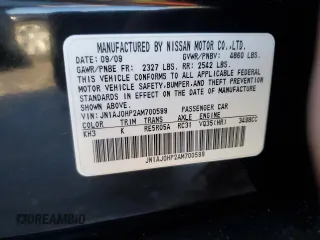 MANUFACTURED BY NISSAN MOTOR CO.,LTD.
DATE: 09/09 GVWR/PNBV: 4860 LBS.
GAWR/PNBE FR: 2327 LBS. RR: 2542 LBS.
THIS VEHICLE CONFORMS TO ALL APPLICABLE FEDERAL
MOTOR VEHICLE SAFETY,BUMPER,AND THEFT PREVENTION
STANDARDS IN EFFECT ON THE DATE OF MANUFACTURE
SHOWN ABOVE.
VIN: JN1AJ0HP2AM700599 PASSENGER CAR
COLOR TRIM TRANS AXLE ENGINE
KH3 K RE5R05A RC31 VQ35(HR) 3498CC
JN1AJ0HP2AM700599
© DREAMBID